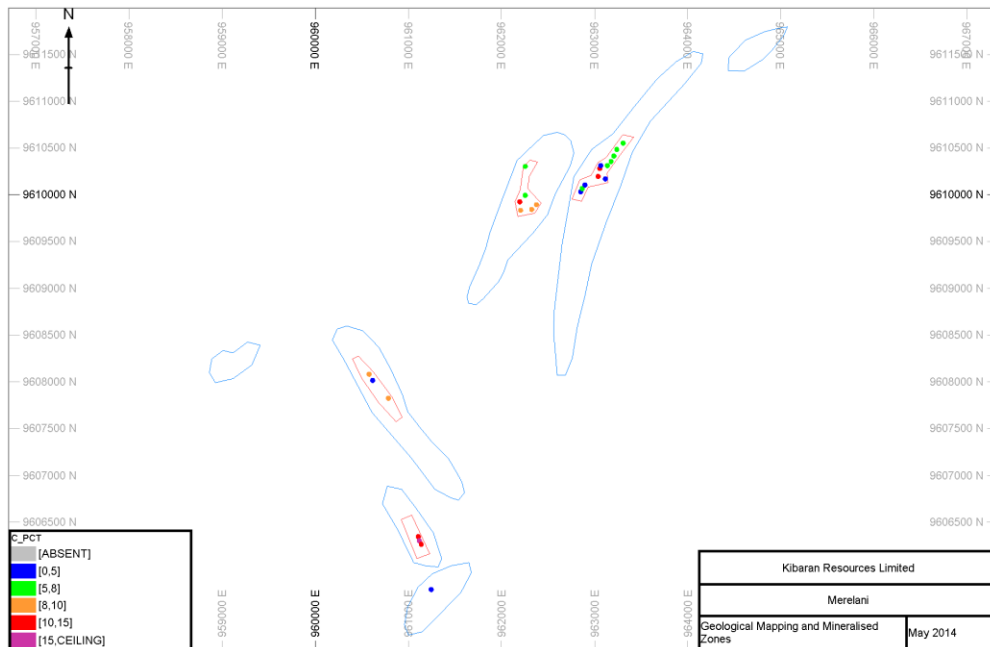 957000 E
958000 E
959000 E
960000 E
961000 E
962000 E
963000 E
964000 E
965000 E
966000 E
967000 E
N
9611500 N
9611500 N
9611000 N
9611000 N
9610500 N
9610500 N
9610000 N
9610000 N
9609500 N
9609500 N
9609000 N
9609000 N
9608500 N
9608500 N
9608000 N
9608000 N
9607500 N
9607500 N
9607000 N
9607000 N
9606500 N
9606500 N
C_PCT
[ABSENT]
[0,5]
[5,8]
[8,10]
[10,15]
[15,CEILING]
959000 E
960000 E
961000 E
962000 E
963000 E
964000 E
Kibaran Resources Limited
Merelani
Geological Mapping and Mineralised
Zones
May 2014